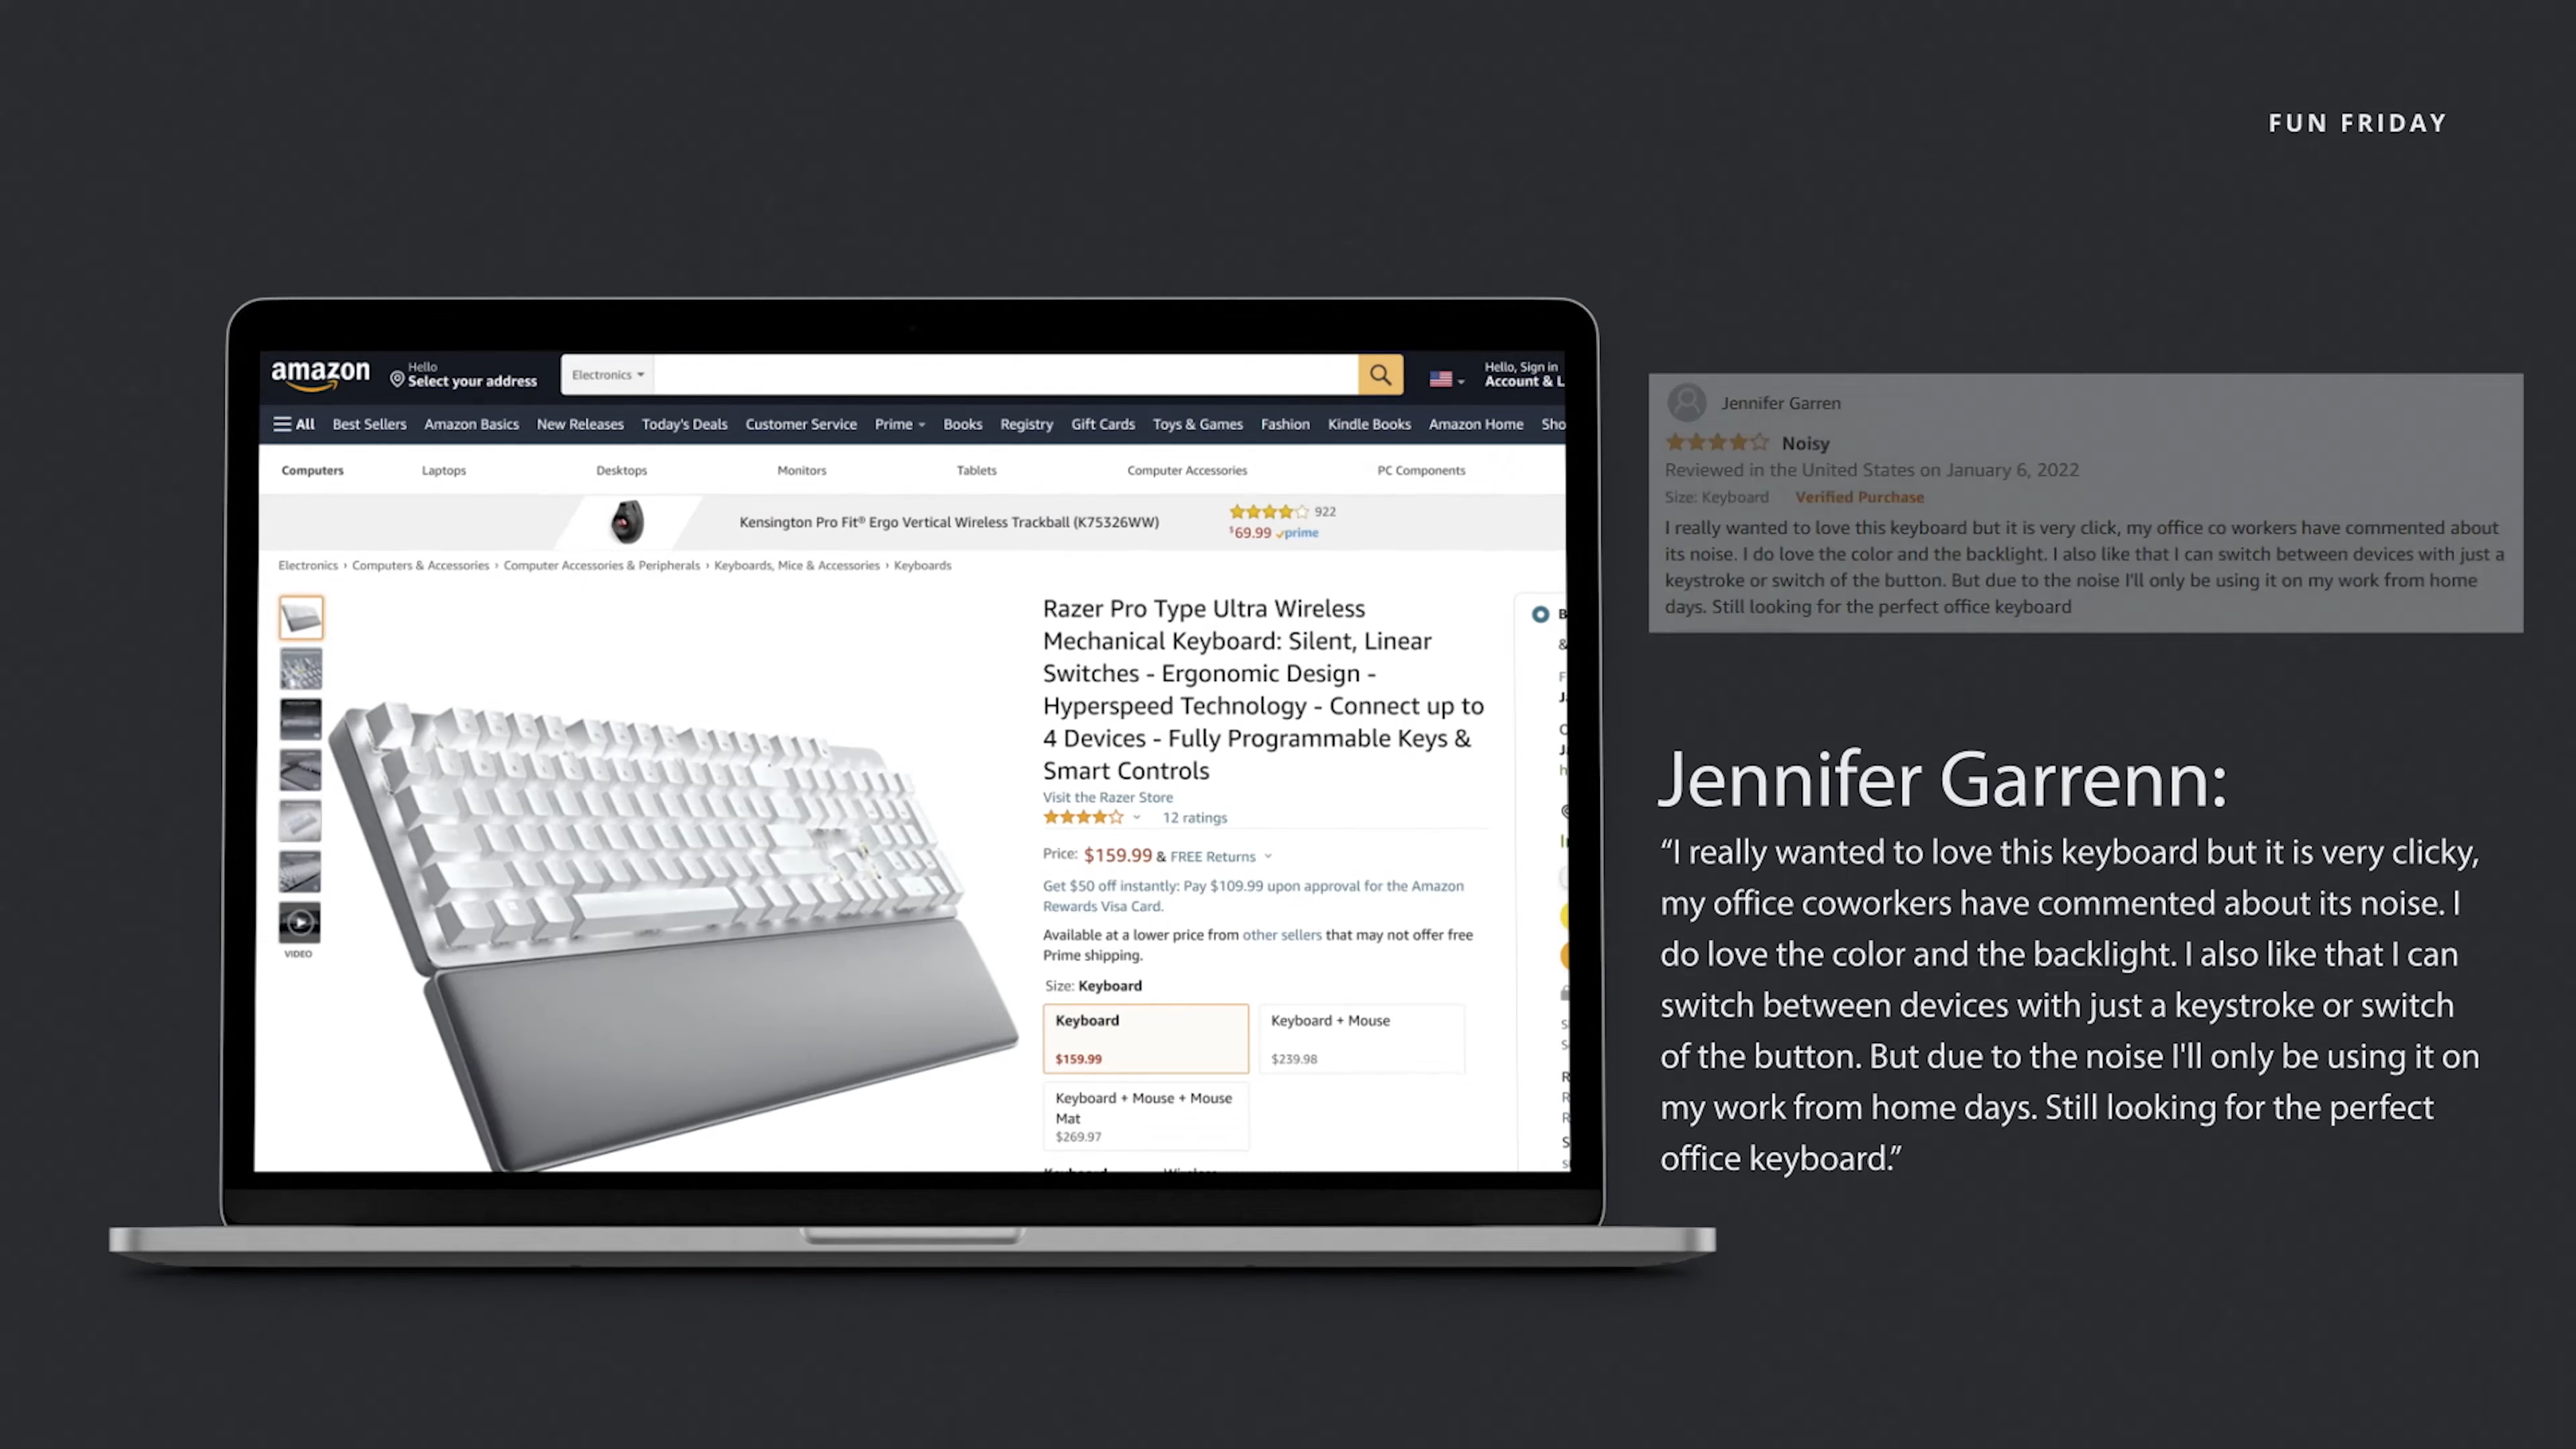 FUN FRIDAY
amazon
Hello
Select your address
Electronics
Hello, Sign in
Account & L
All Best Sellers Amazon Basics New Releases Today's Deals Customer Service Prime Books Registry Gift Cards Toys & Games Fashion Kindle Books Amazon Home Sho
Computers Laptops Desktops Monitors Tablets Computer Accessories PC Components
Kensington Pro Fit® Ergo Vertical Wireless Trackball (K75326WW)
922
$69.99 prime
Electronics › Computers & Accessories › Computer Accessories & Peripherals › Keyboards, Mice & Accessories › Keyboards
VIDEO
Razer Pro Type Ultra Wireless
Mechanical Keyboard: Silent, Linear
Switches - Ergonomic Design -
Hyperspeed Technology - Connect up to
4 Devices - Fully Programmable Keys &
Smart Controls
Visit the Razer Store
12 ratings
Price: $159.99 & FREE Returns
Get $50 off instantly: Pay $109.99 upon approval for the Amazon
Rewards Visa Card.
Available at a lower price from other sellers that may not offer free
Prime shipping.
Size: Keyboard
Keyboard
$159.99
Keyboard + Mouse
$239.98
Keyboard + Mouse + Mouse
Mat
$269.97
Jennifer Garren
Noisy
Reviewed in the United States on January 6, 2022
Size: Keyboard Verified Purchase
I really wanted to love this keyboard but it is very click, my office co workers have commented about
its noise. I do love the color and the backlight. I also like that I can switch between devices with just a
keystroke or switch of the button. But due to the noise I'll only be using it on my work from home
days. Still looking for the perfect office keyboard
Jennifer Garrenn:
“I really wanted to love this keyboard but it is very clicky,
my office coworkers have commented about its noise. I
do love the color and the backlight. I also like that I can
switch between devices with just a keystroke or switch
of the button. But due to the noise I'll only be using it on
my work from home days. Still looking for the perfect
office keyboard.”